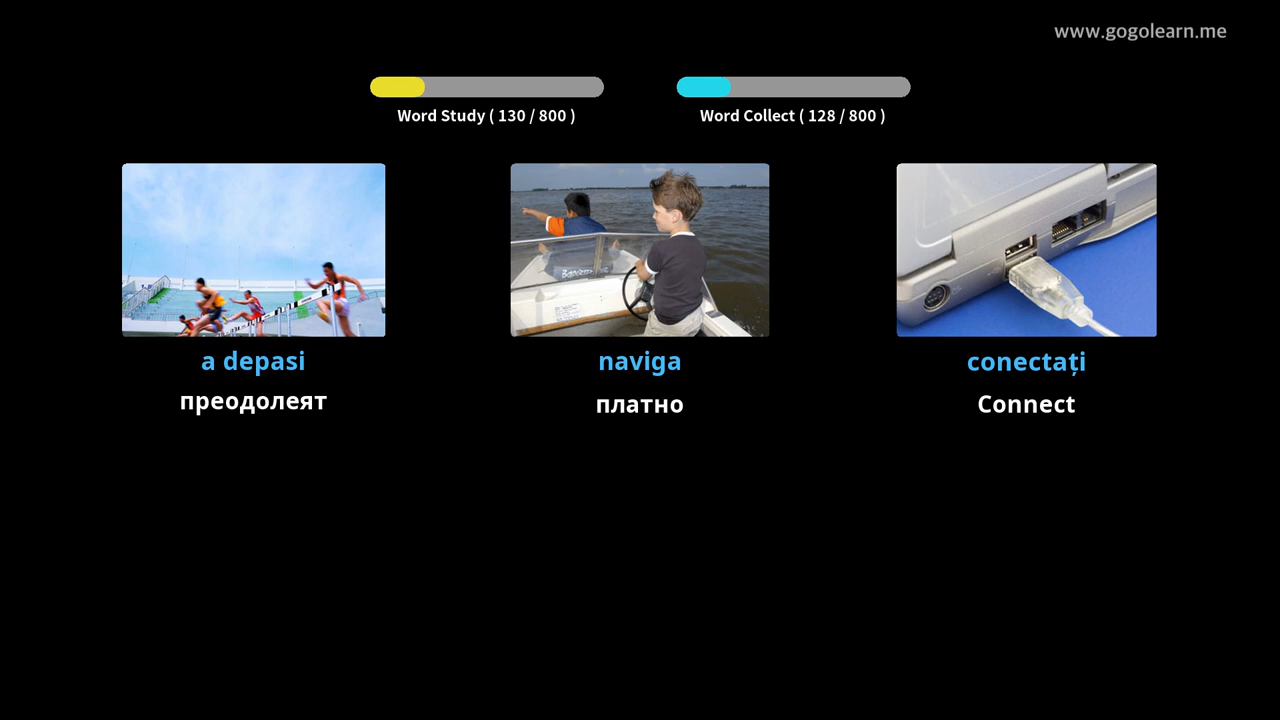 www.gogolearn.me
Word Study ( 130 / 800 )
Word Collect ( 128 / 800 )
a depasi
naviga
conectați
преодолеят
платно
Connect